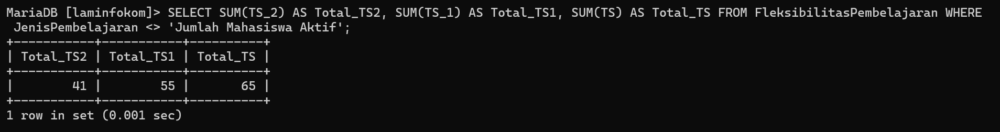 MariaDB [laminfokom]> SELECT SUM(TS_2) AS Total_TS2, SUM(TS_1) AS Total_TS1, SUM(TS) AS Total_TS FROM FleksibilitasPembelajaran WHERE
 JenisPembelajaran <> 'Jumlah Mahasiswa Aktif';
+-----------+-----------+----------+
| Total_TS2 | Total_TS1 | Total_TS |
+-----------+-----------+----------+
|        41 |        55 |       65 |
+-----------+-----------+----------+
1 row in set (0.001 sec)